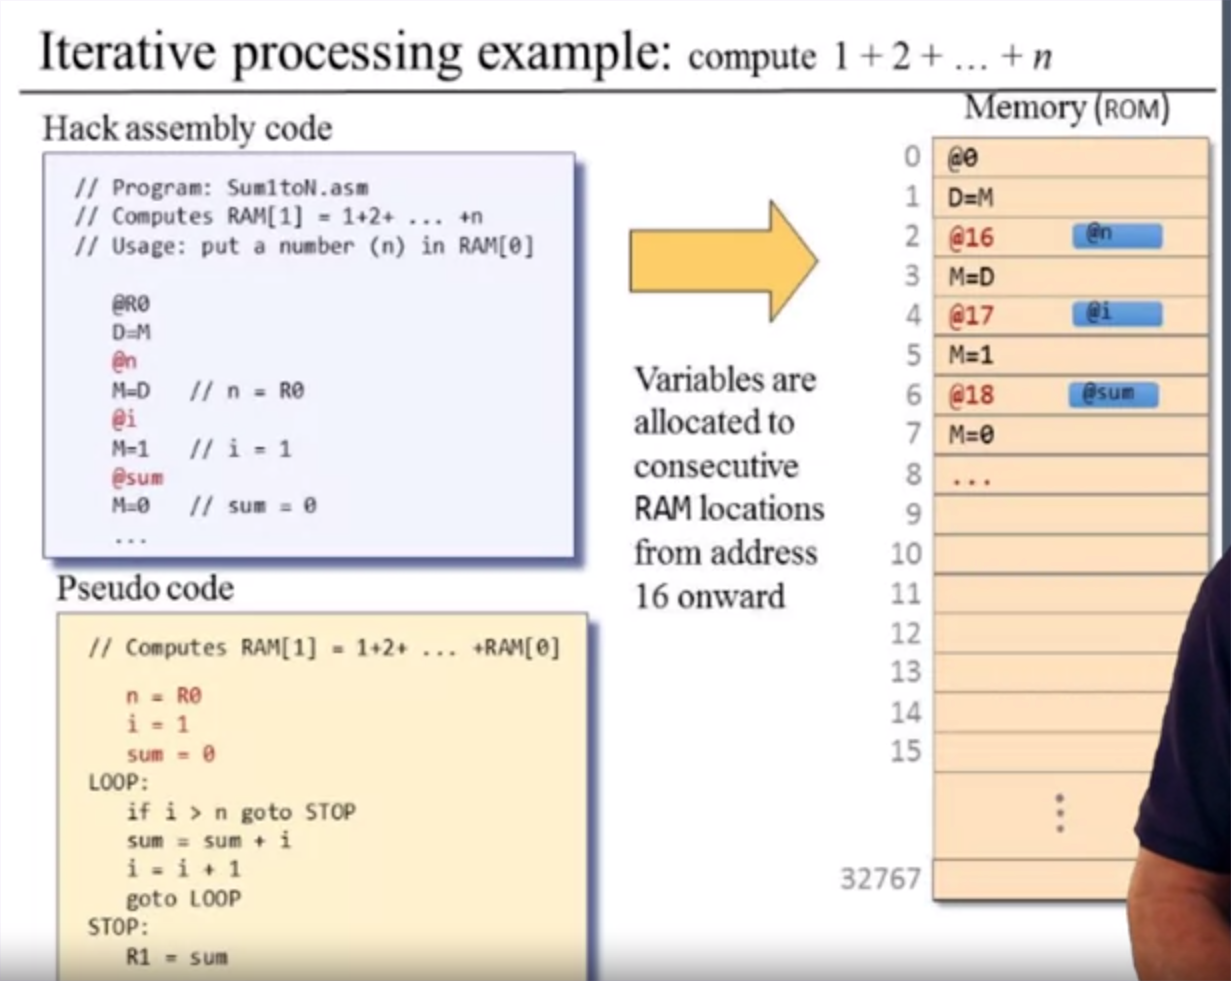 Iterative processing example: compute 1 + 2 + ... + n
Hack assembly code
// Program: Sum1toN.asm
// Computes RAM[1] = 1+2+ ... +n
// Usage: put a number (n) in RAM[0]
@R0
D=M
@n
M=D // n = R0
@i
M=1 // i = 1
@sum
M=0 // sum = 0
...
Pseudo code
// Computes RAM[1] = 1+2+ ... +RAM[0]
n = R0
i = 1
sum = 0
LOOP:
if i > n goto STOP
sum = sum + i
i = i + 1
goto LOOP
STOP:
R1 = sum
Variables are
allocated to
consecutive
RAM locations
from address
16 onward
Memory (ROM)
0 @0
1 D=M
2 @16 @n
3 M=D
4 @17 @i
5 M=1
6 @18 @sum
7 M=0
8 ...
9
10
11
12
13
14
15
32767